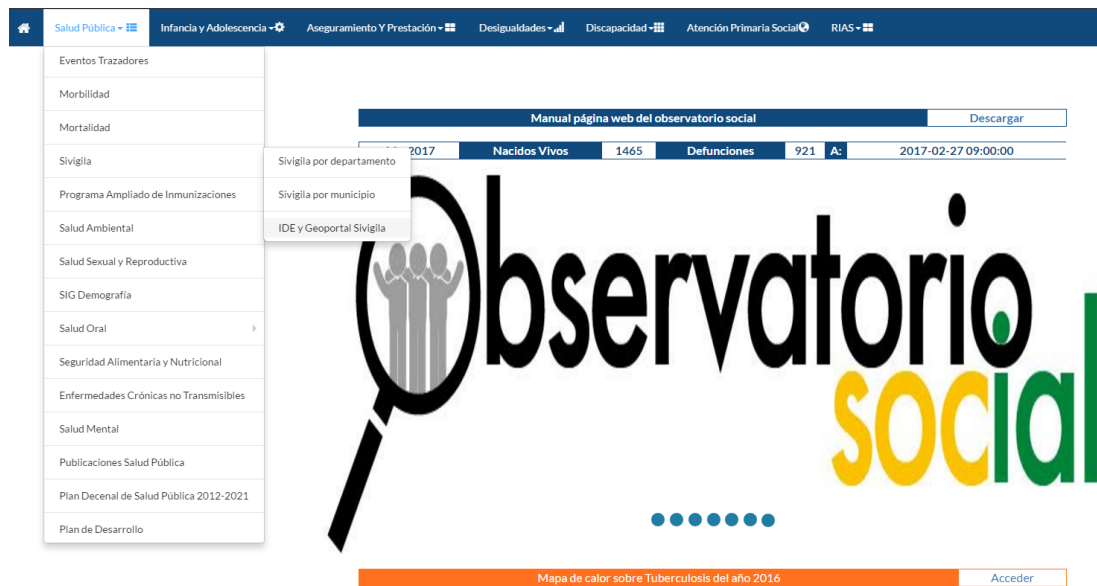 Salud Pública
Infancia y Adolescencia
Aseguramiento Y Prestación
Desigualdades
Discapacidad
Atención Primaria Social
RIAS
Eventos Trazadores
Morbilidad
Mortalidad
Sivigila
Programa Ampliado de Inmunizaciones
Salud Ambiental
Salud Sexual y Reproductiva
SIG Demografía
Salud Oral
Seguridad Alimentaria y Nutricional
Enfermedades Crónicas no Transmisibles
Salud Mental
Publicaciones Salud Pública
Plan Decenal de Salud Pública 2012-2021
Plan de Desarrollo
Sivigila por departamento
Sivigila por municipio
IDE y Geoportal Sivigila
Manual página web del observatorio social
Descargar
2017 Nacidos Vivos 1465 Defunciones 921 A: 2017-02-27 09:00:00
Observatorio
social
Mapa de calor sobre Tuberculosis del año 2016
Acceder